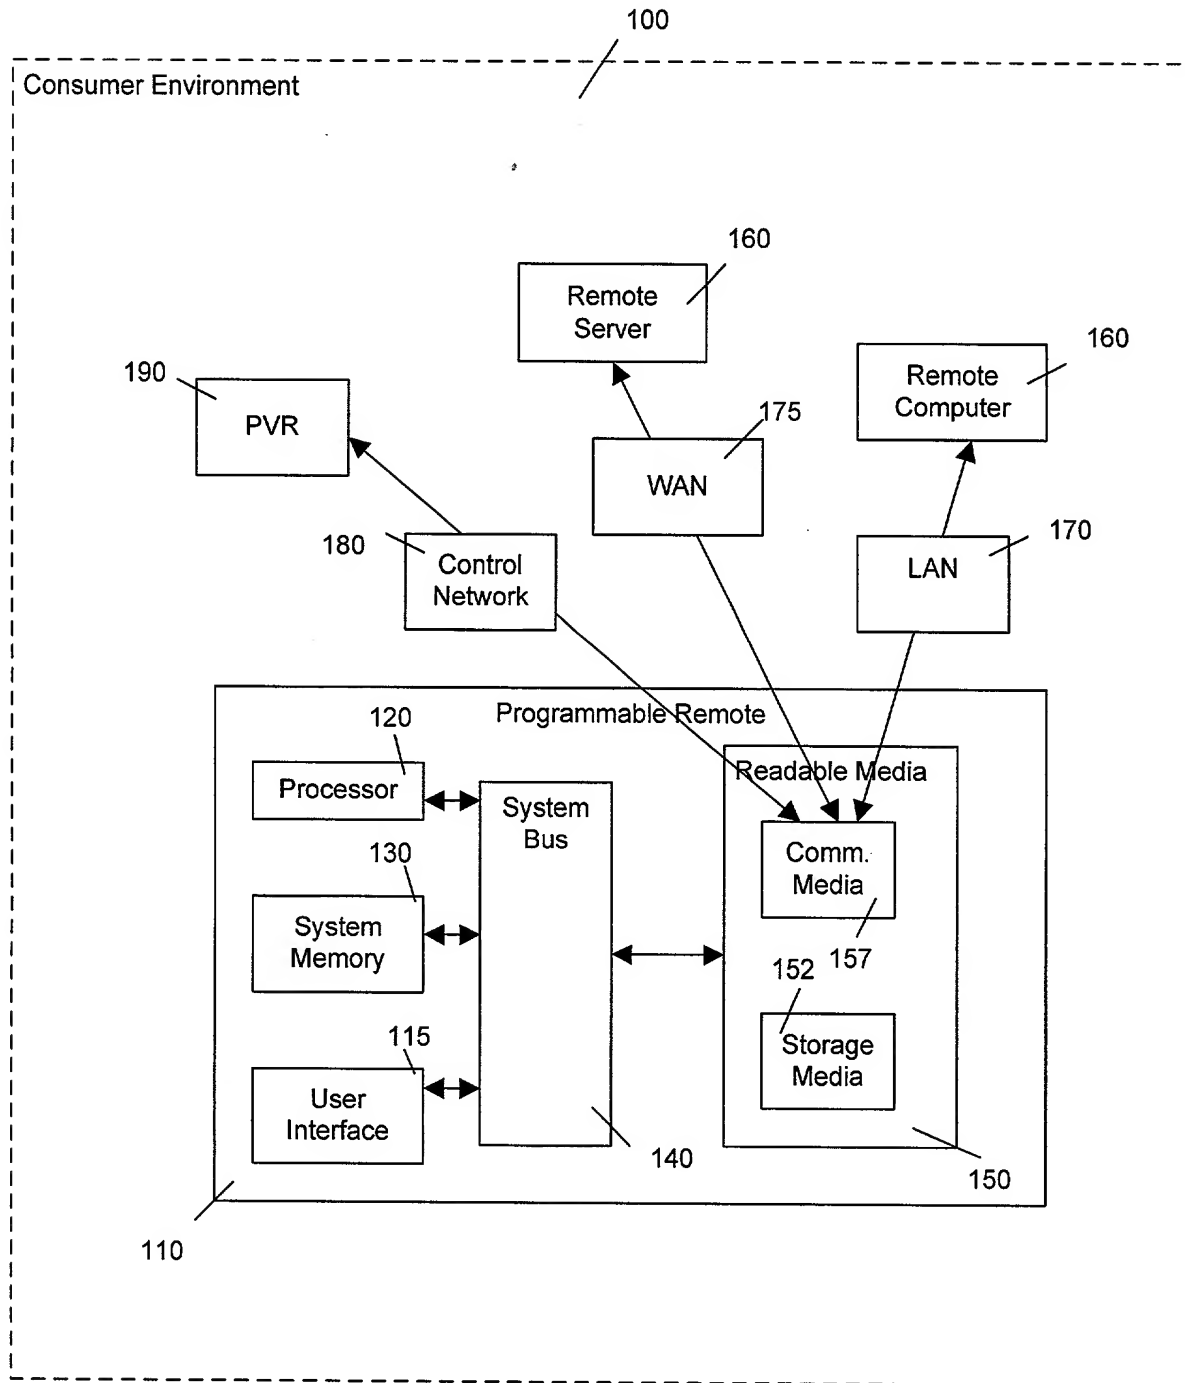 100
Consumer Environment
160
Remote
Server
160
Remote
Computer
190
PVR
175
WAN
180
Control
Network
170
LAN
Programmable Remote
120
Processor
System
Bus
Readable Media
130
System
Memory
Comm.
Media
157
152
Storage
Media
115
User
Interface
140
150
110